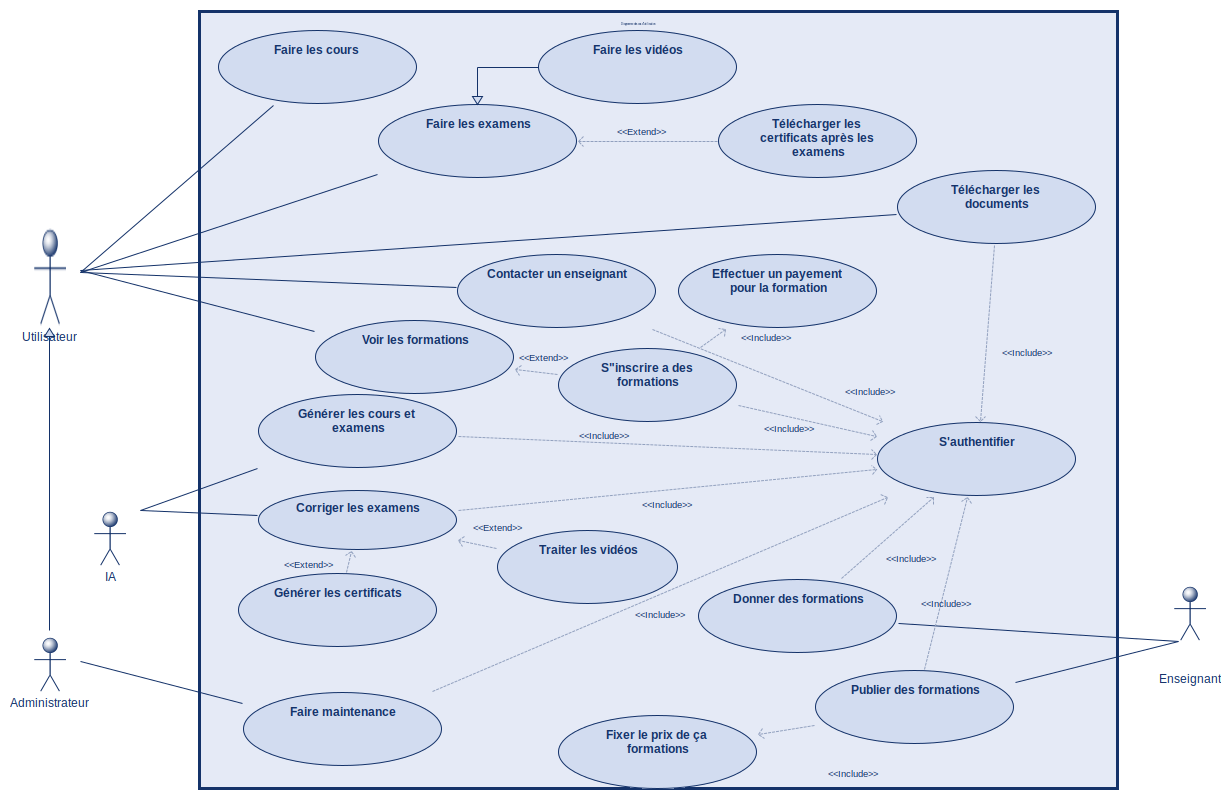 Faire les cours
Faire les vidéos
Faire les examens
<<Extend>>
Télécharger les
certificats après les
examens
Télécharger les
documents
Contacter un enseignant
Effectuer un payement
pour la formation
Utilisateur
Voir les formations
<<Include>>
<<Extend>>
S"inscrire a des
formations
<<Include>>
<<Include>>
Générer les cours et
examens
<<Include>>
<<Include>>
S'authentifier
Corriger les examens
<<Include>>
<<Extend>>
Traiter les vidéos
<<Extend>>
IA
Générer les certificats
<<Include>>
Donner des formations
<<Include>>
<<Include>>
Enseignant
Administrateur
Publier des formations
Faire maintenance
Fixer le prix de ça
formations
<<Include>>